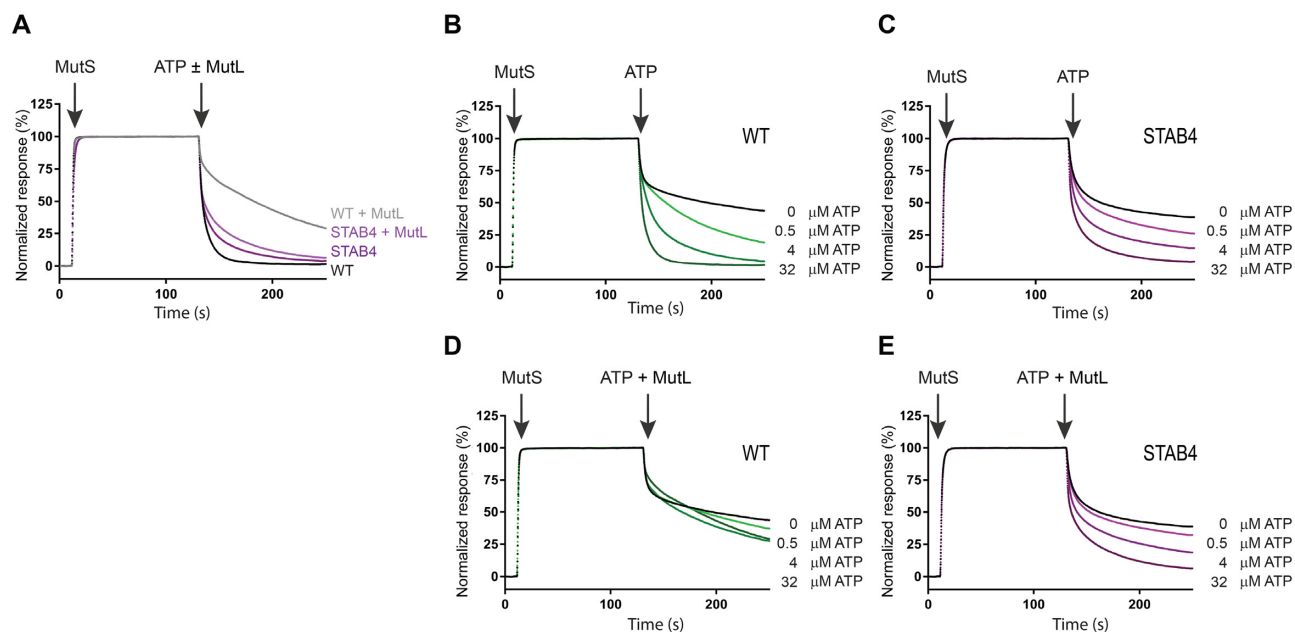 A
MutS
ATP ± MutL
Normalized response (%)
125
100
75
50
25
0
0
100
200
Time (s)
WT + MutL
STAB4 + MutL
STAB4
WT
B
MutS
ATP
WT
Normalized response (%)
125
100
75
50
25
0
0
100
200
Time (s)
0 μM ATP
0.5 μM ATP
4 μM ATP
32 μM ATP
C
MutS
ATP
STAB4
Normalized response (%)
125
100
75
50
25
0
0
100
200
Time (s)
0 μM ATP
0.5 μM ATP
4 μM ATP
32 μM ATP
D
MutS
ATP + MutL
WT
Normalized response (%)
125
100
75
50
25
0
0
100
200
Time (s)
0 μM ATP
0.5 μM ATP
4 μM ATP
32 μM ATP
E
MutS
ATP + MutL
STAB4
Normalized response (%)
125
100
75
50
25
0
0
100
200
Time (s)
0 μM ATP
0.5 μM ATP
4 μM ATP
32 μM ATP